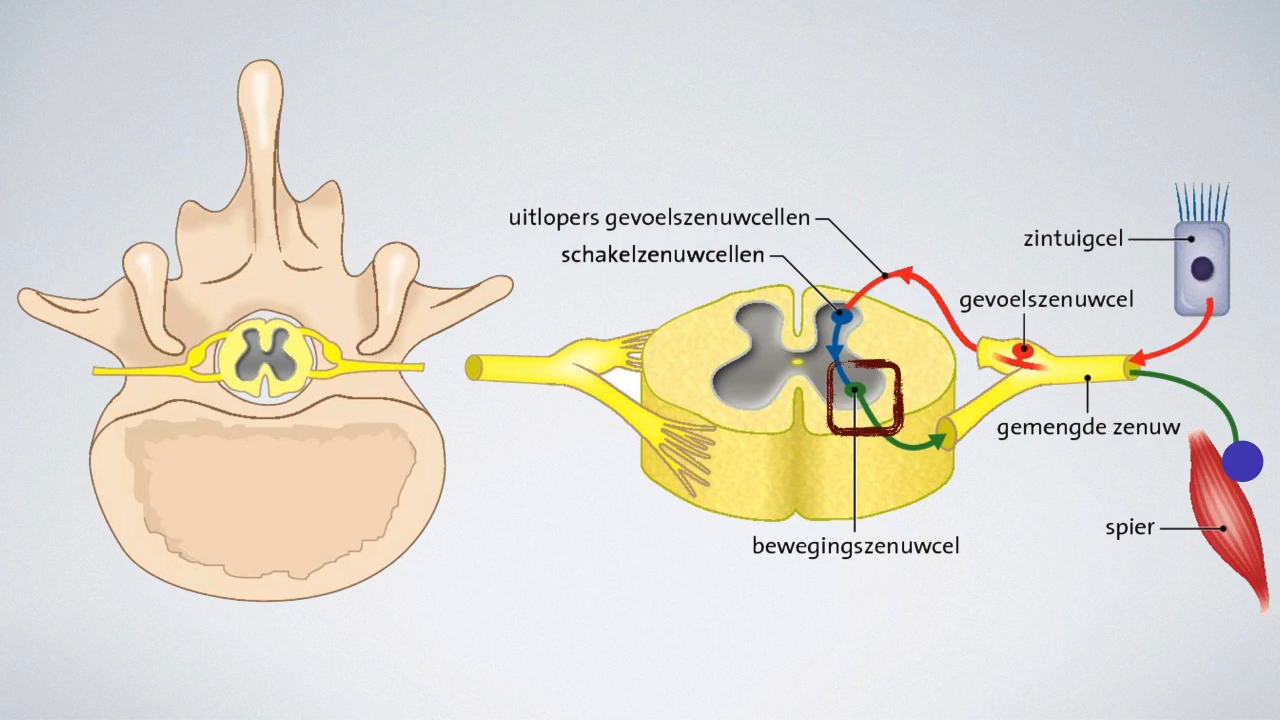 uitlopers gevoelszenuwcellen
schakelzenuwcellen
zintuigcel
gevoelszenuwcel
gemengde zenuw
spier
bewegingszenuwcel